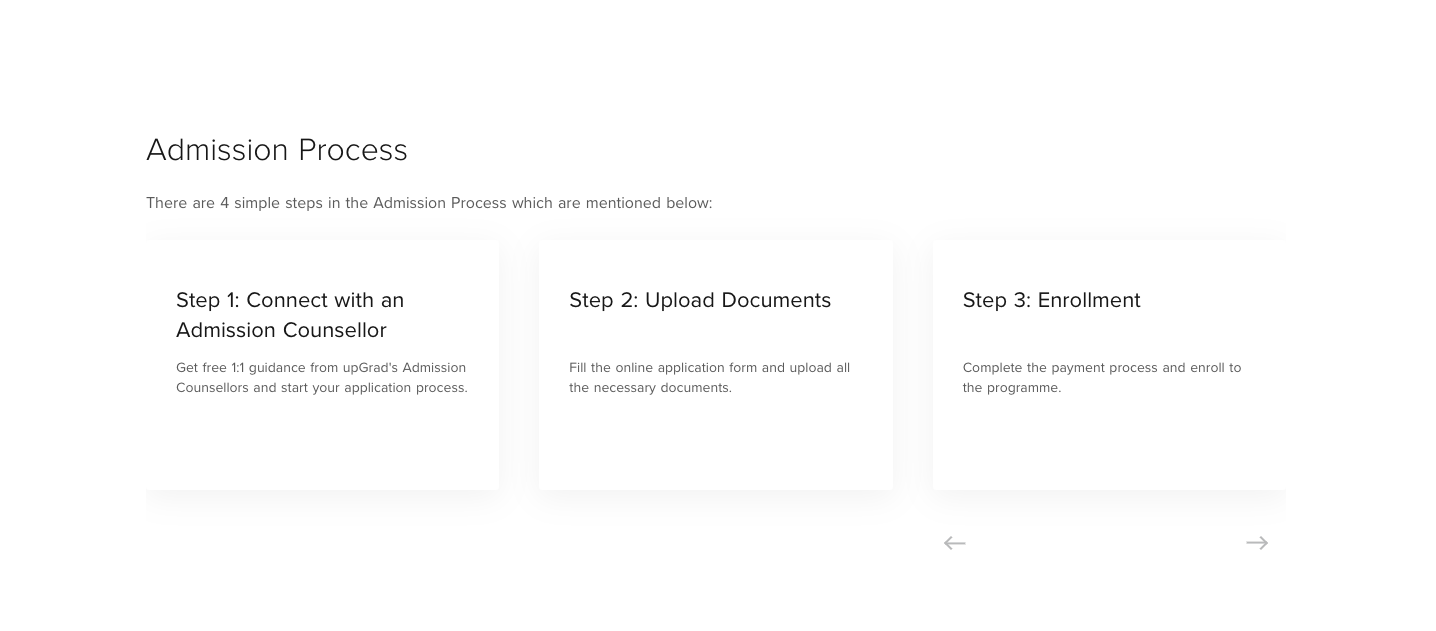 Admission Process
There are 4 simple steps in the Admission Process which are mentioned below:
Step 1: Connect with an
Admission Counsellor
Get free 1:1 guidance from upGrad's Admission
Counsellors and start your application process.
Step 2: Upload Documents
Fill the online application form and upload all
the necessary documents.
Step 3: Enrollment
Complete the payment process and enroll to
the programme.